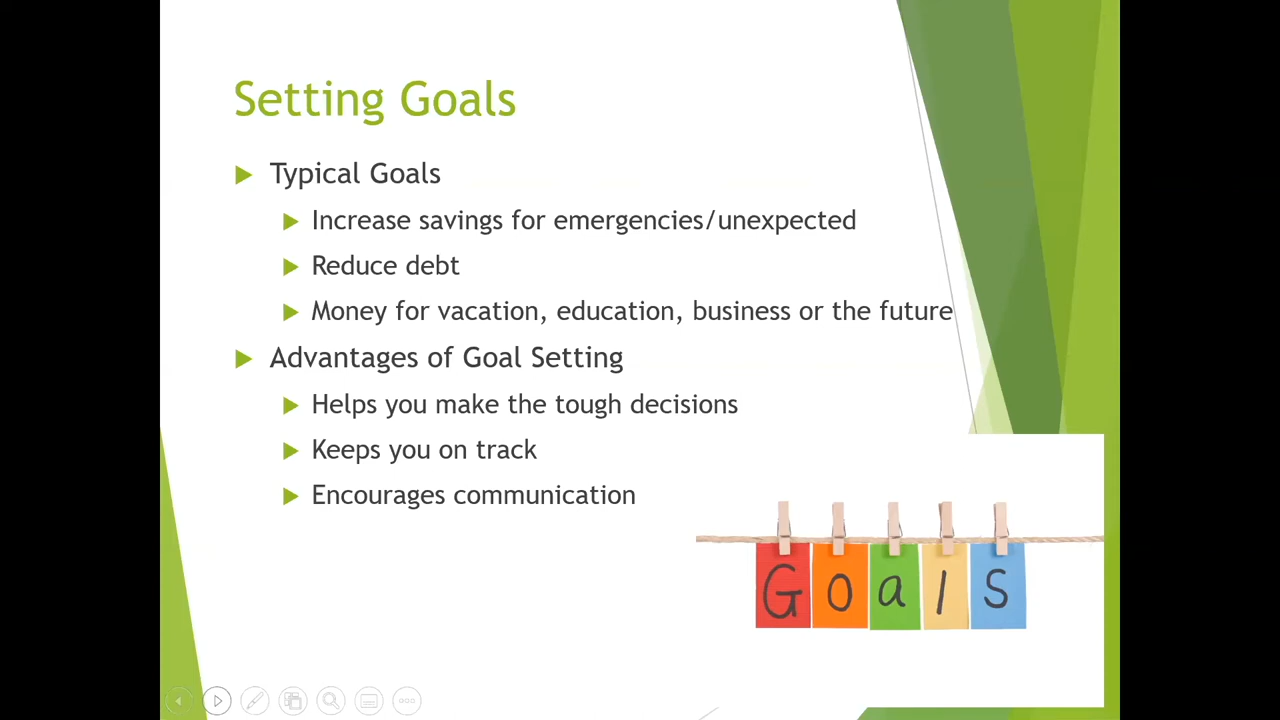 Setting Goals
Typical Goals
Increase savings for emergencies/unexpected
Reduce debt
Money for vacation, education, business or the future
Advantages of Goal Setting
Helps you make the tough decisions
Keeps you on track
Encourages communication
Goals